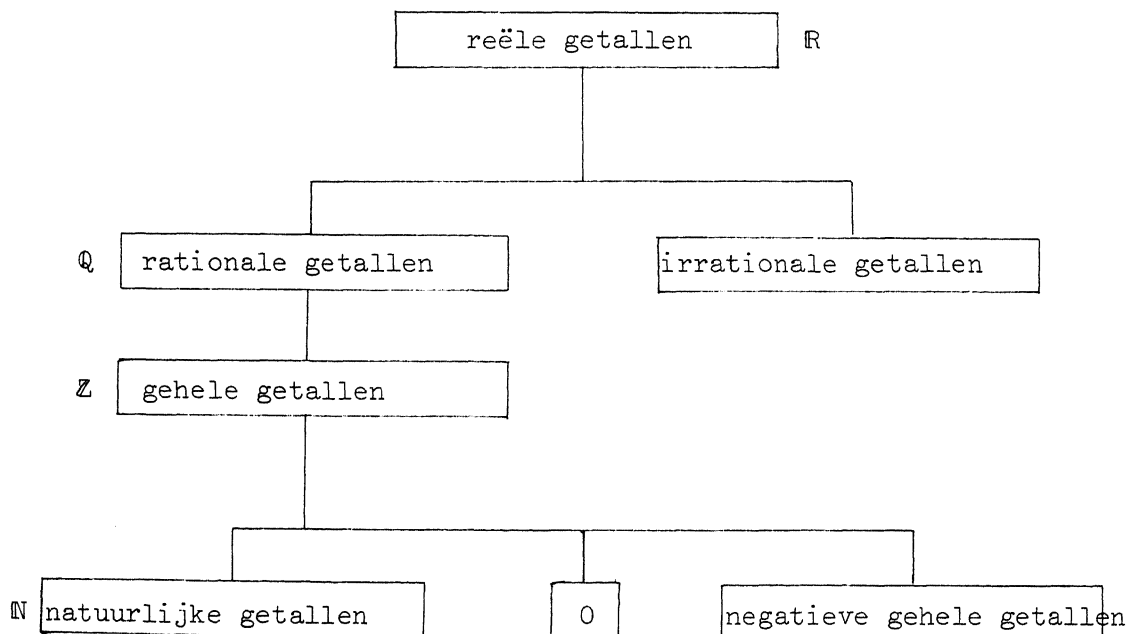 reële getallen ℝ
ℚ rationale getallen
irrationale getallen
ℤ gehele getallen
ℕ natuurlijke getallen
0
negatieve gehele getallen